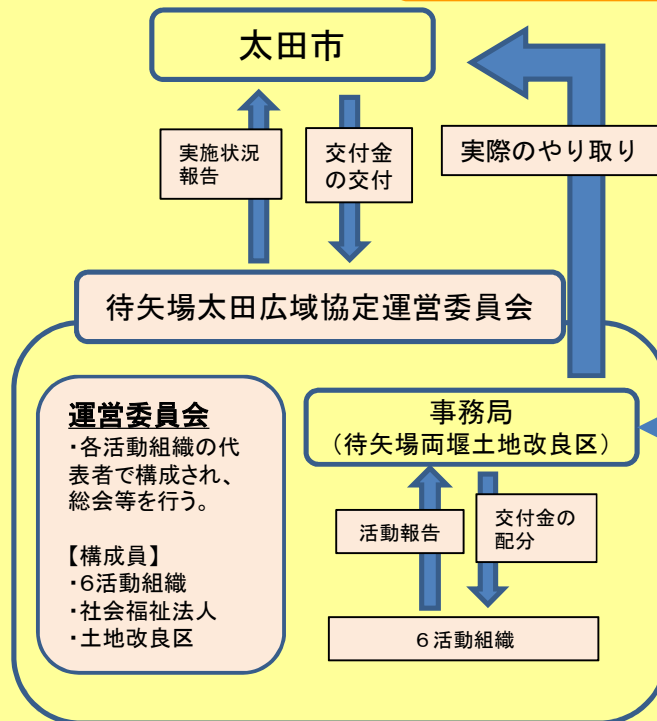 太田市
実施状況
報告
交付金
の交付
実際のやり取り
待矢場太田広域協定運営委員会
運営委員会
・各活動組織の代
表者で構成され、
総会等を行う。
【構成員】
・6活動組織
・社会福祉法人
・土地改良区
事務局
（待矢場両堰土地改良区）
活動報告
交付金の
配分
６活動組織